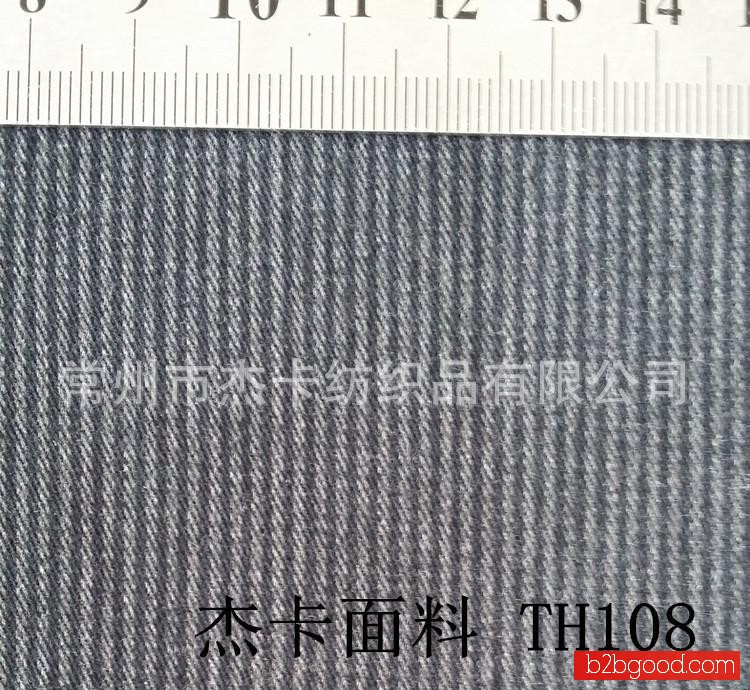 8 9 10 11 12 13 14
常州市杰卡纺织品有限公司
杰卡面料 TH108
b2bgood.com